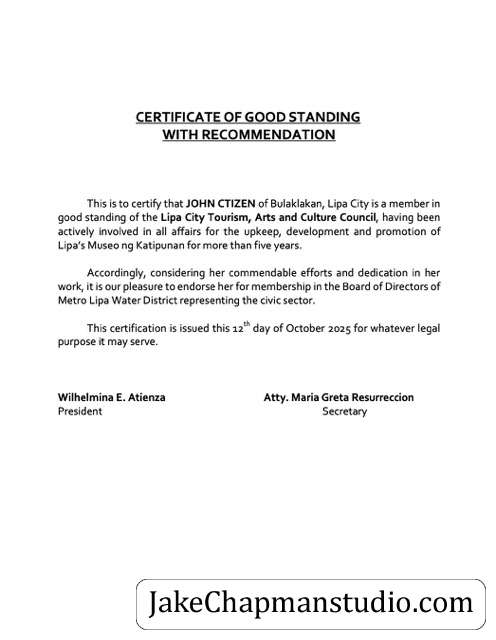 CERTIFICATE OF GOOD STANDING
WITH RECOMMENDATION
This is to certify that JOHN CTIZEN of Bulaklakan, Lipa City is a member in
good standing of the Lipa City Tourism, Arts and Culture Council, having been
actively involved in all affairs for the upkeep, development and promotion of
Lipa's Museo ng Katipunan for more than five years.
Accordingly, considering her commendable efforts and dedication in her
work, it is our pleasure to endorse her for membership in the Board of Directors of
Metro Lipa Water District representing the civic sector.
This certification is issued this 12th day of October 2025 for whatever legal
purpose it may serve.
Wilhelmina E. Atienza Atty. Maria Greta Resurreccion
President Secretary
JakeChapmanstudio.com